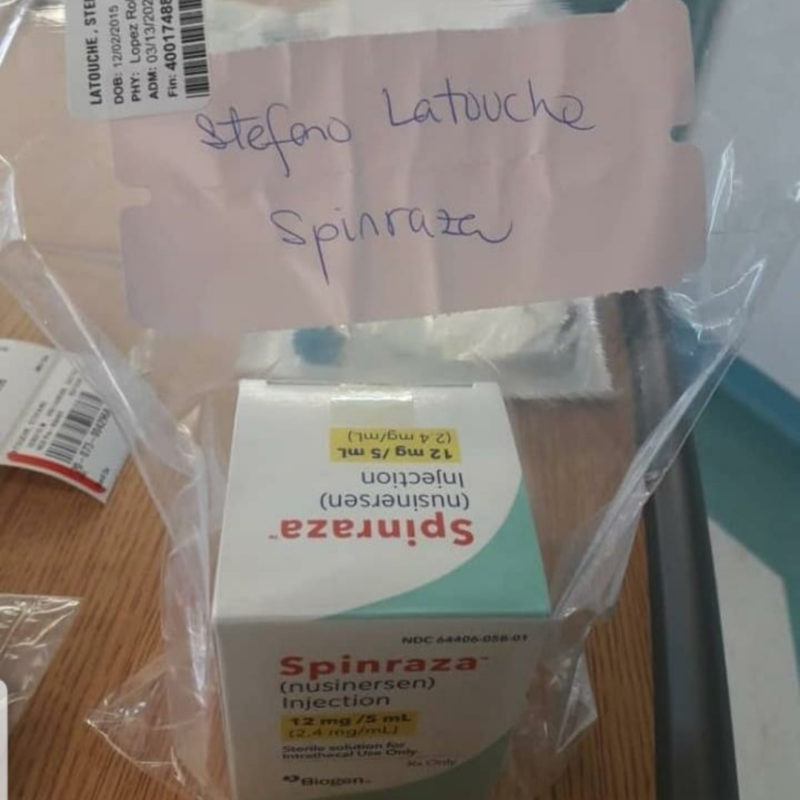 LATOUCHE, STE
DOB: 12/02/2015
PHY: Lopez Ro
ADM: 03/13/202
Fin: 40017488
Stefano Latouche
Spinraza
12 mg/5 mL
(2.4 mg/mL)
Injection
(nusinersen)
Spinraza™
NDC 64406-058-01
Spinraza™
(nusinersen)
Injection
12 mg/5 mL
(2.4 mg/mL)
Sterile solution for
Intrathecal Use Only
Rx Only
Biogen